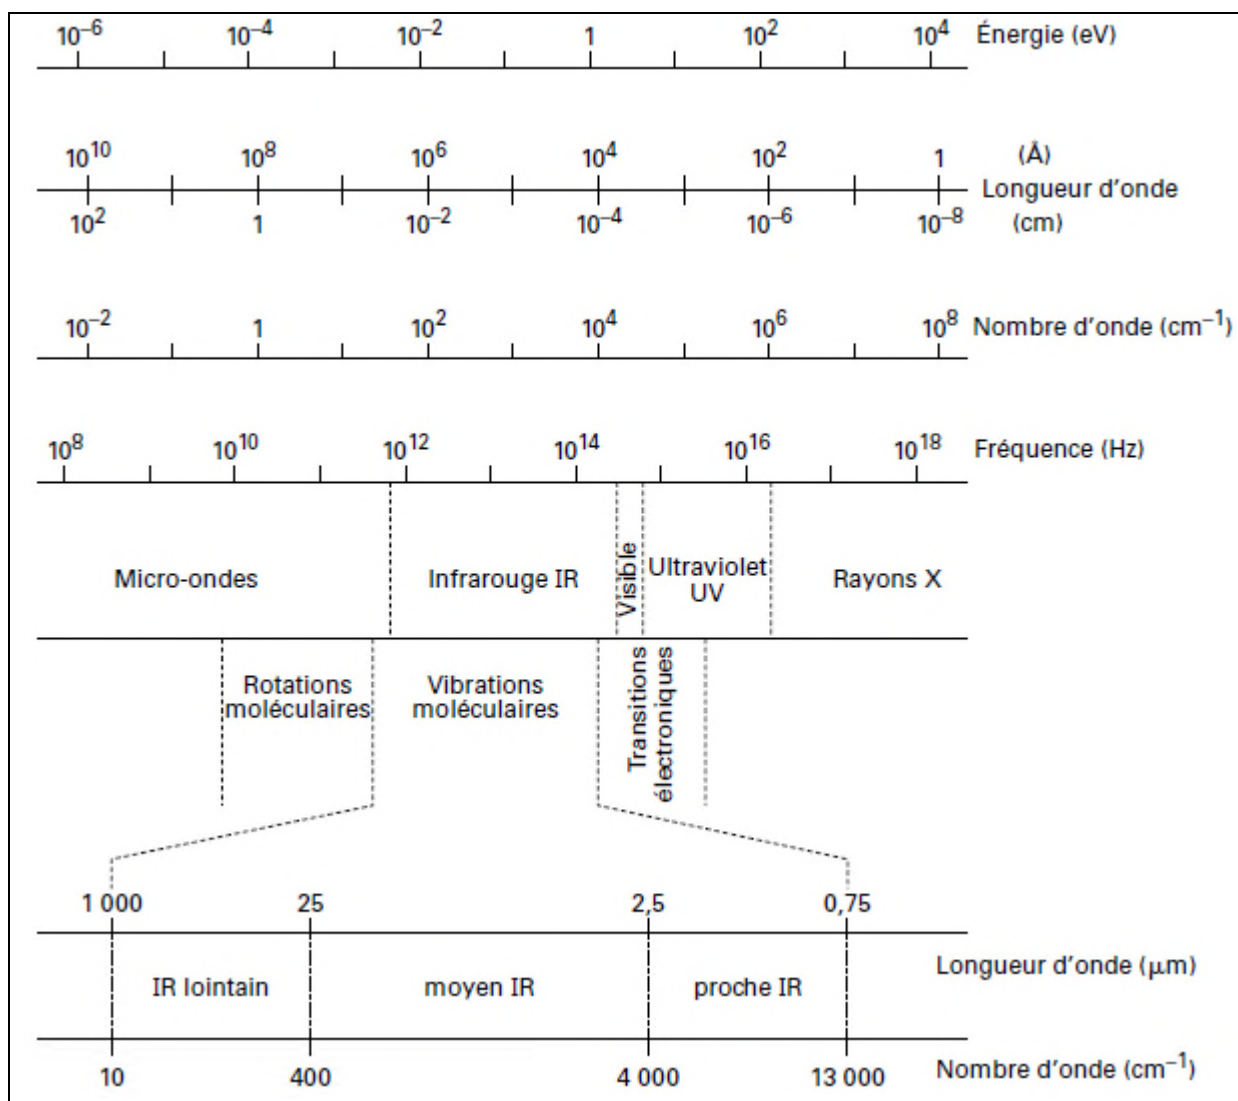 10⁻⁶ 10⁻⁴ 10⁻² 1 10² 10⁴ Énergie (eV)
10¹⁰ 10⁸ 10⁶ 10⁴ 10² 1 (Å)
Longueur d'onde
10² 1 10⁻² 10⁻⁴ 10⁻⁶ 10⁻⁸ (cm)
10⁻² 1 10² 10⁴ 10⁶ 10⁸ Nombre d'onde (cm⁻¹)
10⁸ 10¹⁰ 10¹² 10¹⁴ 10¹⁶ 10¹⁸ Fréquence (Hz)
Micro-ondes
Infrarouge IR
Visible
Ultraviolet
UV
Rayons X
Rotations
moléculaires
Vibrations
moléculaires
Transitions
électroniques
1 000 25 2,5 0,75
Longueur d'onde (μm)
IR lointain moyen IR proche IR
10 400 4 000 13 000 Nombre d'onde (cm⁻¹)